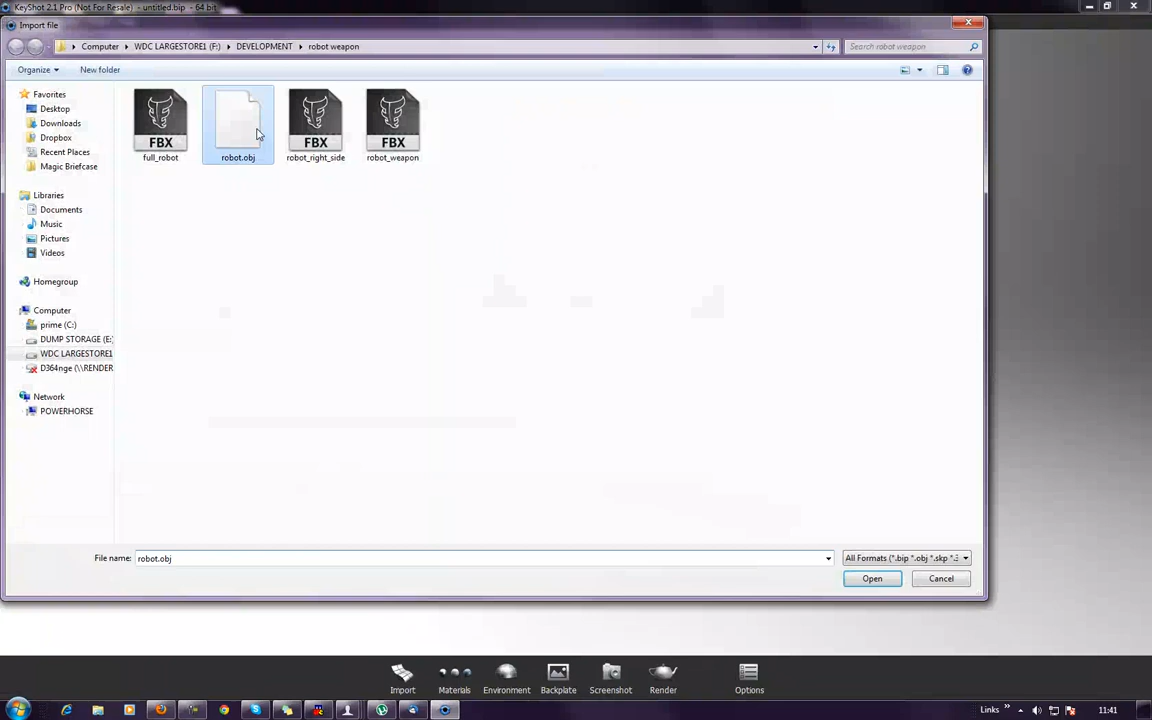 KeyShot 2.1 Pro (Not For Resale) - untitled.bip - 64 bit
Import file
Computer WDC LARGESTORE1 (F:) DEVELOPMENT robot weapon
Search robot weapon
Organize New folder
Favorites
Desktop
Downloads
Dropbox
Recent Places
Magic Briefcase
Libraries
Documents
Music
Pictures
Videos
Homegroup
Computer
prime (C:)
DUMP STORAGE (E:)
WDC LARGESTORE1
D364nge (\\RENDER
Network
POWERHORSE
FBX
full_robot
robot.obj
FBX
robot_right_side
FBX
robot_weapon
File name: robot.obj
All Formats (*.bip *.obj *.skp *.3
Open Cancel
Import Materials Environment Backplate Screenshot Render Options
Links » 11:41